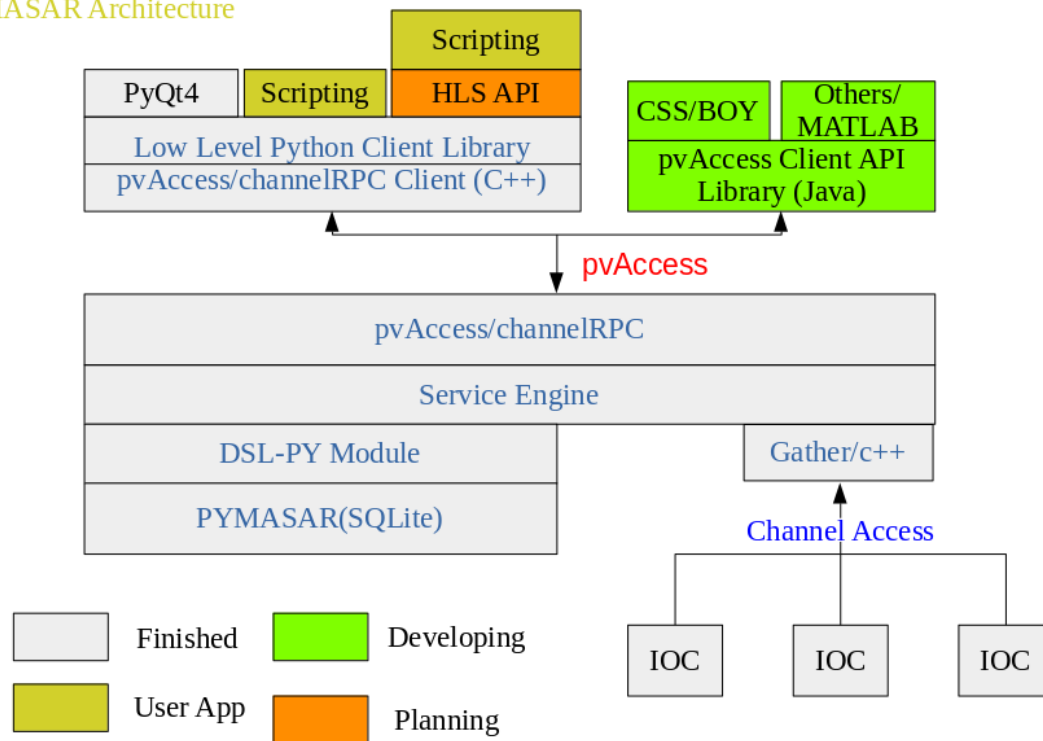 MASAR Architecture
Scripting
PyQt4
Scripting
HLS API
Low Level Python Client Library
pvAccess/channelRPC Client (C++)
CSS/BOY
Others/
MATLAB
pvAccess Client API
Library (Java)
pvAccess
pvAccess/channelRPC
Service Engine
DSL-PY Module
Gather/c++
PYMASAR(SQLite)
Channel Access
IOC
IOC
IOC
Finished
Developing
User App
Planning